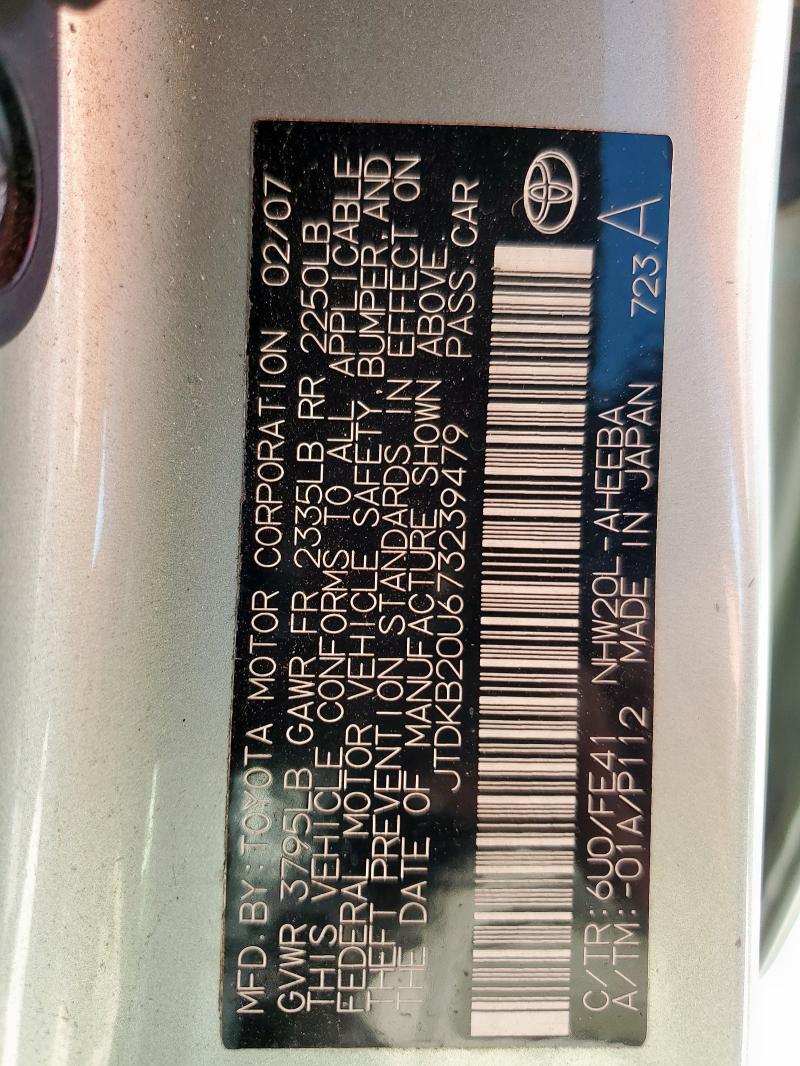 MFD. BY: TOYOTA MOTOR CORPORATION 02/07
GVWR 3795LB GAWR FR 2335LB RR 2250LB
THIS VEHICLE CONFORMS TO ALL APPLICABLE
FEDERAL MOTOR VEHICLE SAFETY, BUMPER, AND
THEFT PREVENTION STANDARDS IN EFFECT ON
THE DATE OF MANUFACTURE SHOWN ABOVE.
JTDKB20U673239479 PASS. CAR
C/TR: 6U0/FE41 NHW20L-AHEEBA
A/TM: -01A/P112 MADE IN JAPAN 723 A